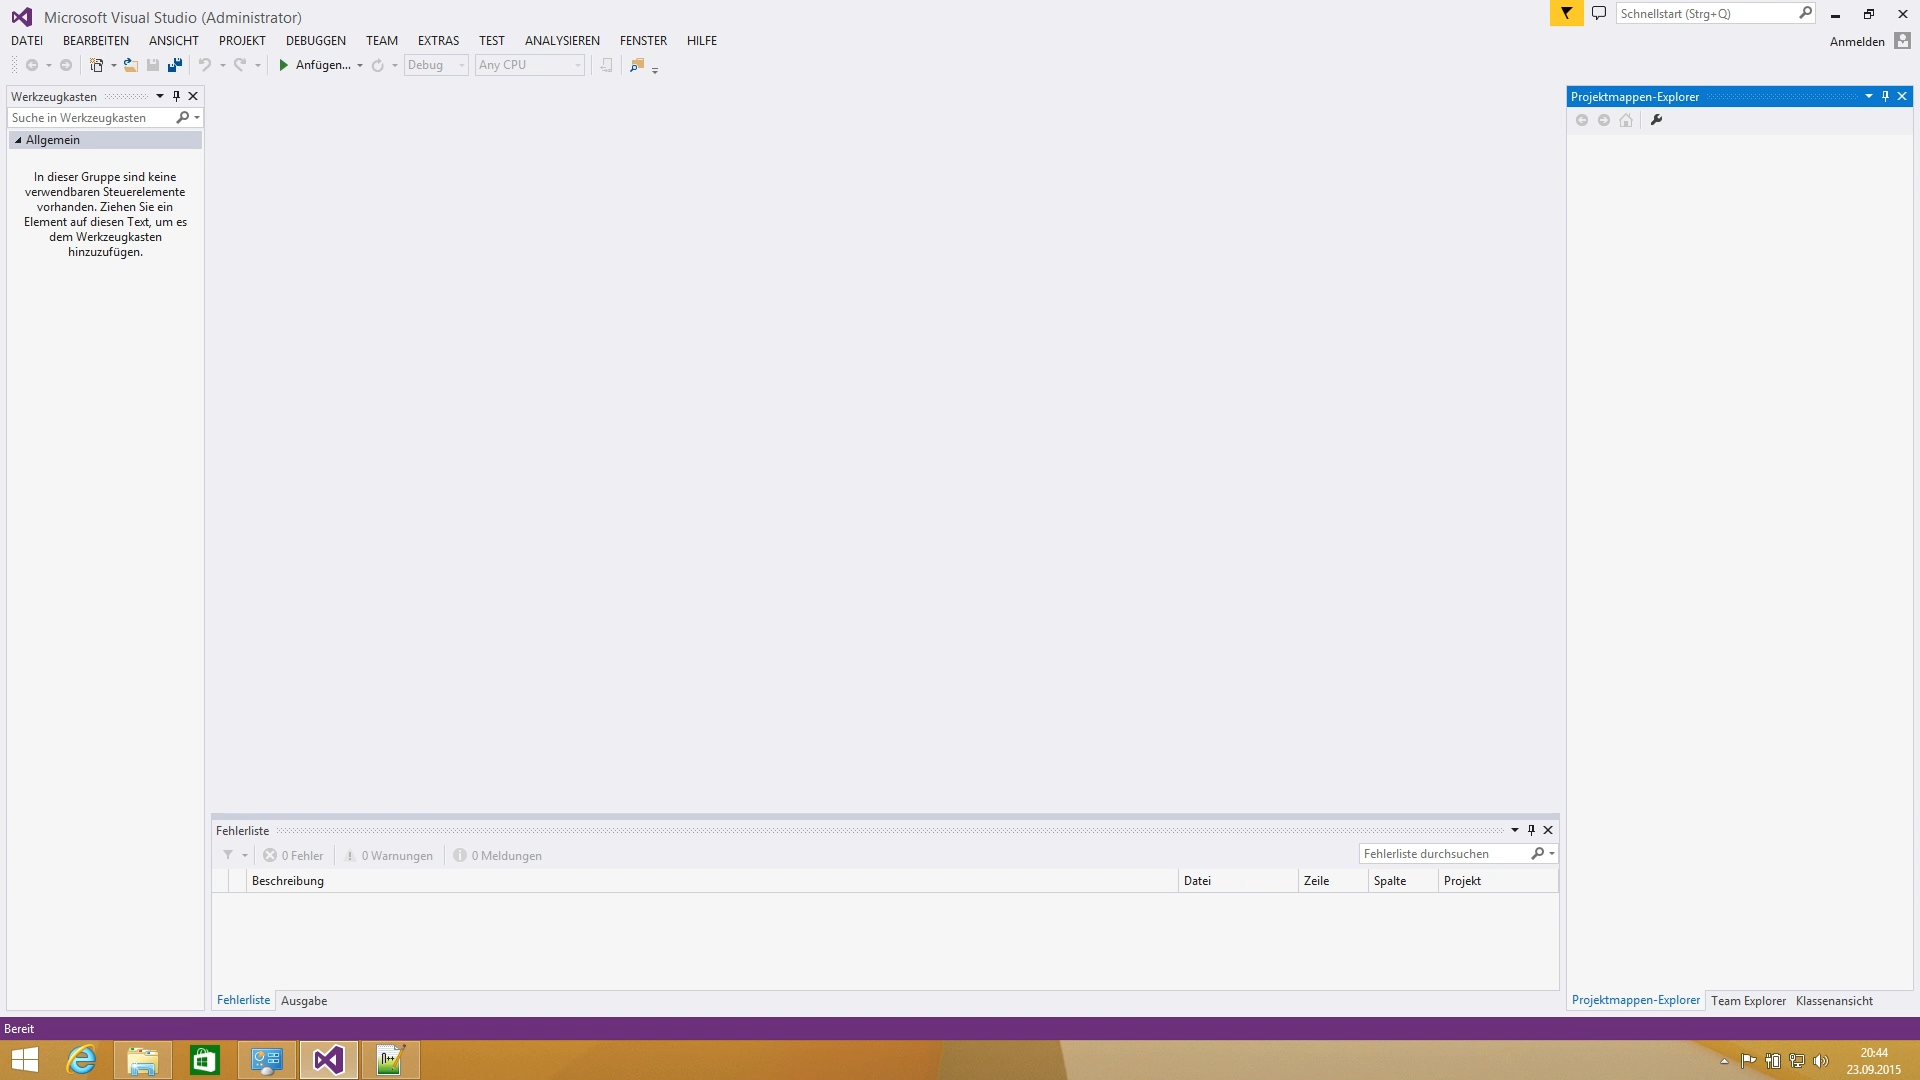 Microsoft Visual Studio (Administrator)
Schnellstart (Strg+Q)
DATEI BEARBEITEN ANSICHT PROJEKT DEBUGGEN TEAM EXTRAS TEST ANALYSIEREN FENSTER HILFE
Anmelden
Anfügen... Debug Any CPU
Werkzeugkasten
Suche in Werkzeugkasten
Allgemein
In dieser Gruppe sind keine
verwendbaren Steuerelemente
vorhanden. Ziehen Sie ein
Element auf diesen Text, um es
dem Werkzeugkasten
hinzuzufügen.
Projektmappen-Explorer
Fehlerliste
0 Fehler 0 Warnungen 0 Meldungen
Fehlerliste durchsuchen
Beschreibung Datei Zeile Spalte Projekt
Fehlerliste Ausgabe
Projektmappen-Explorer Team Explorer Klassenansicht
Bereit
20:44
23.09.2015